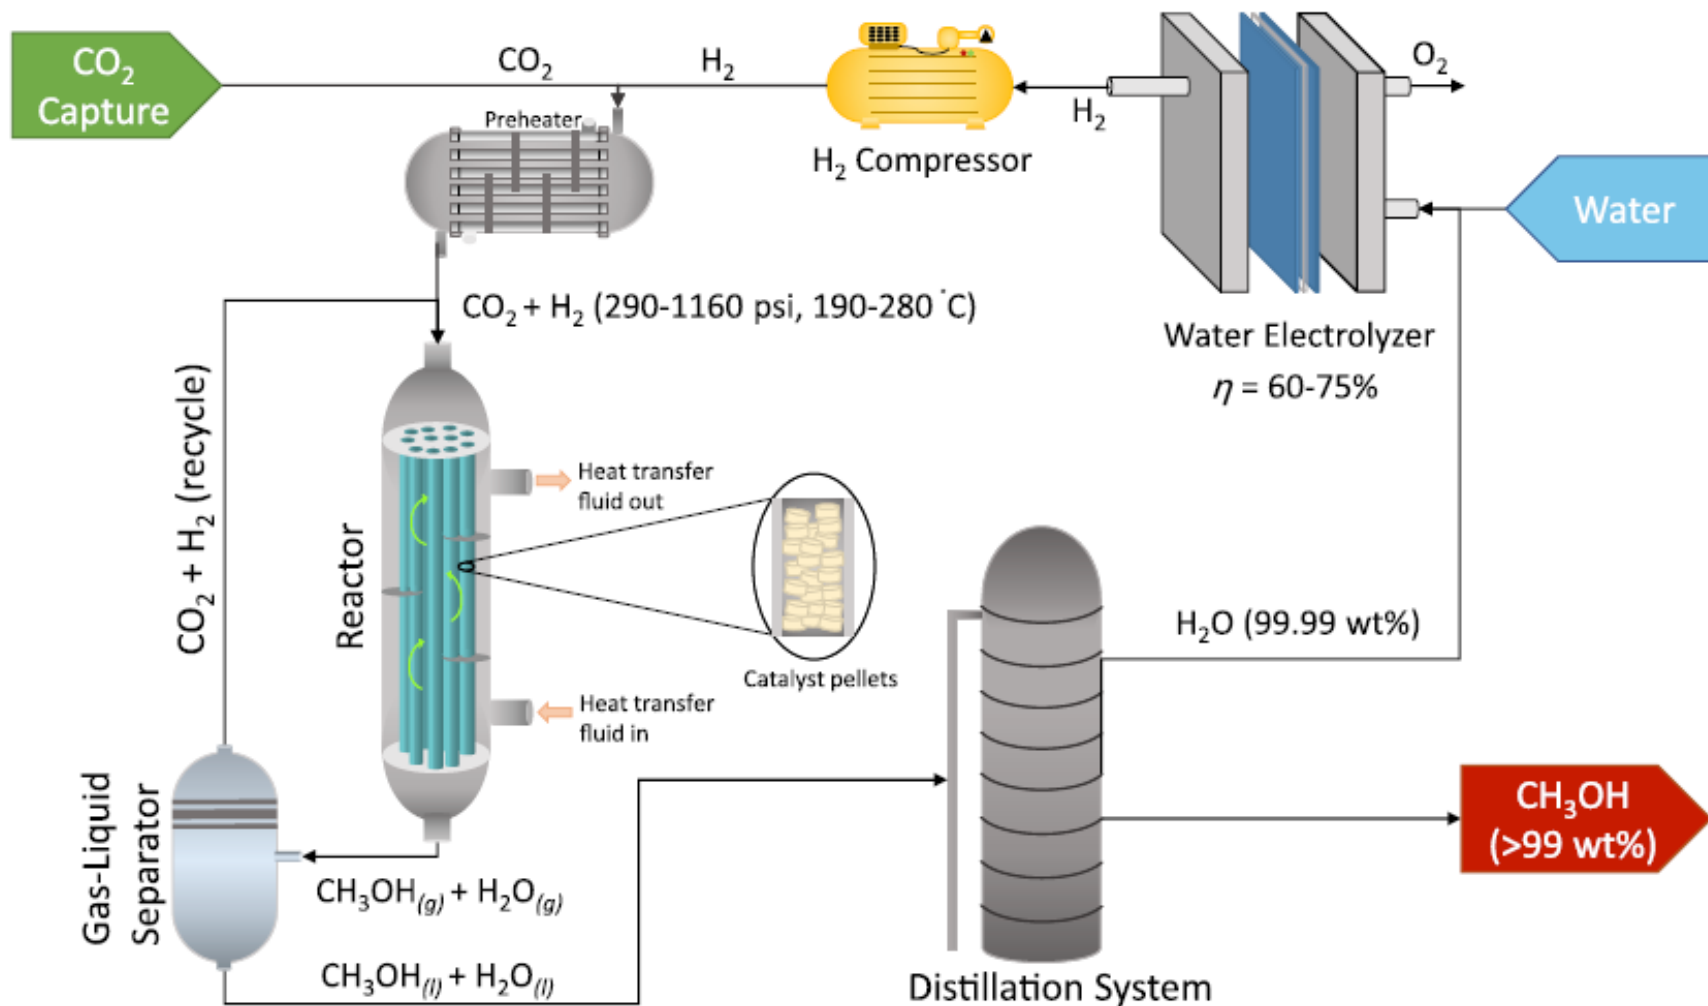 CO₂
Capture
CO₂
H₂
H₂
O₂
Preheater
H₂ Compressor
Water
CO₂ + H₂ (290-1160 psi, 190-280 °C)
Water Electrolyzer
η = 60-75%
CO₂ + H₂ (recycle)
Reactor
Heat transfer
fluid out
Catalyst pellets
Heat transfer
fluid in
H₂O (99.99 wt%)
Gas-Liquid
Separator
CH₃OH
(>99 wt%)
CH₃OH(g) + H₂O(g)
CH₃OH(l) + H₂O(l)
Distillation System